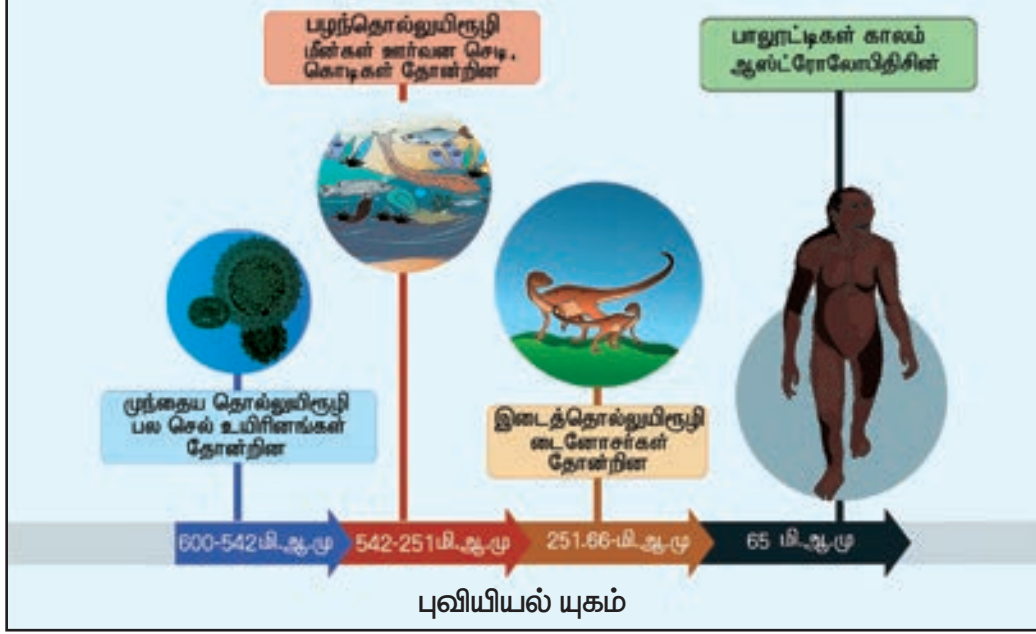 பழந்தொல்லுயிரூழி
மீன்கள் ஊர்வன செடி,
கொடிகள் தோன்றின
பாலூட்டிகள் காலம்
ஆஸ்ட்ரோலோபிதிசின்
முந்தைய தொல்லுயிரூழி
பல செல் உயிரினங்கள்
தோன்றின
இடைத்தொல்லுயிரூழி
டைனோசர்கள்
தோன்றின
600-542 மி.ஆ.மு
542-251மி.ஆ.மு
251.66-மி.ஆ.மு
65 மி.ஆ.மு
புவியியல் யுகம்